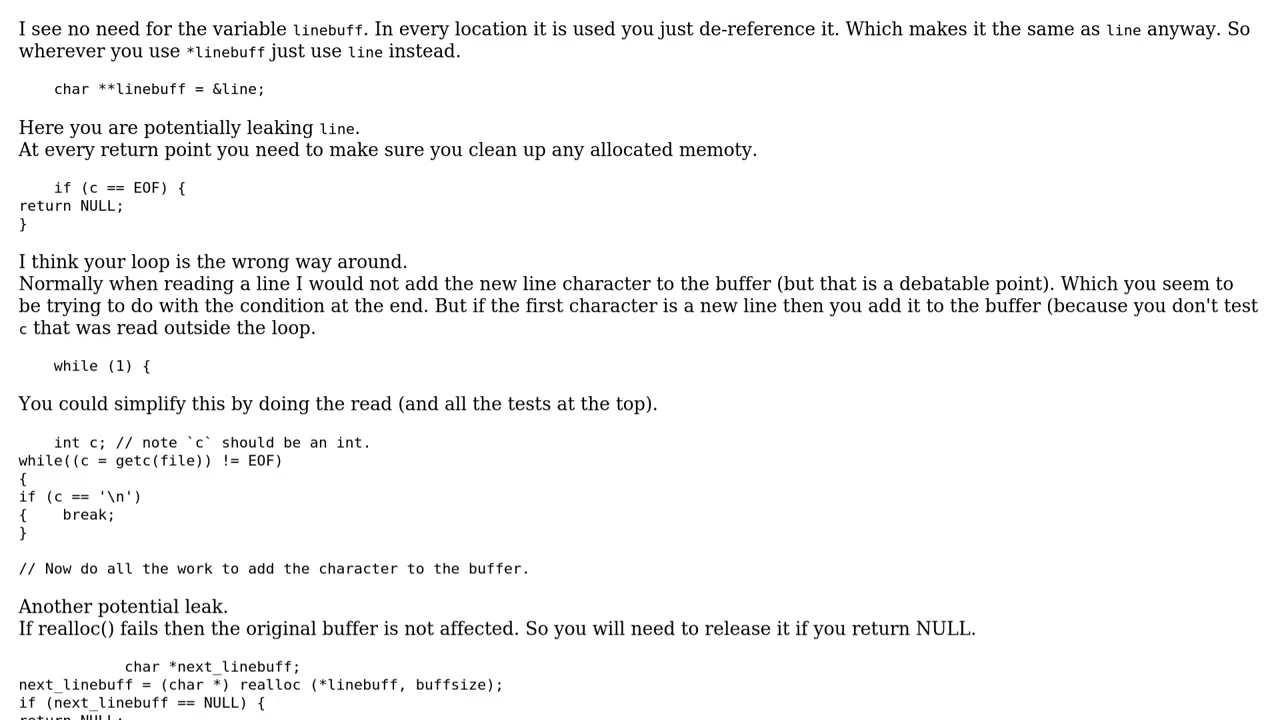 I see no need for the variable linebuff. In every location it is used you just de-reference it. Which makes it the same as line anyway. So
wherever you use *linebuff just use line instead.
char **linebuff = &line;
Here you are potentially leaking line.
At every return point you need to make sure you clean up any allocated memoty.
if (c == EOF) {
return NULL;
}
I think your loop is the wrong way around.
Normally when reading a line I would not add the new line character to the buffer (but that is a debatable point). Which you seem to
be trying to do with the condition at the end. But if the first character is a new line then you add it to the buffer (because you don't test
c that was read outside the loop.
while (1) {
You could simplify this by doing the read (and all the tests at the top).
int c; // note `c` should be an int.
while((c = getc(file)) != EOF)
{
if (c == '\n')
{    break;
}
// Now do all the work to add the character to the buffer.
Another potential leak.
If realloc() fails then the original buffer is not affected. So you will need to release it if you return NULL.
char *next_linebuff;
next_linebuff = (char *) realloc (*linebuff, buffsize);
if (next_linebuff == NULL) {
return NULL;